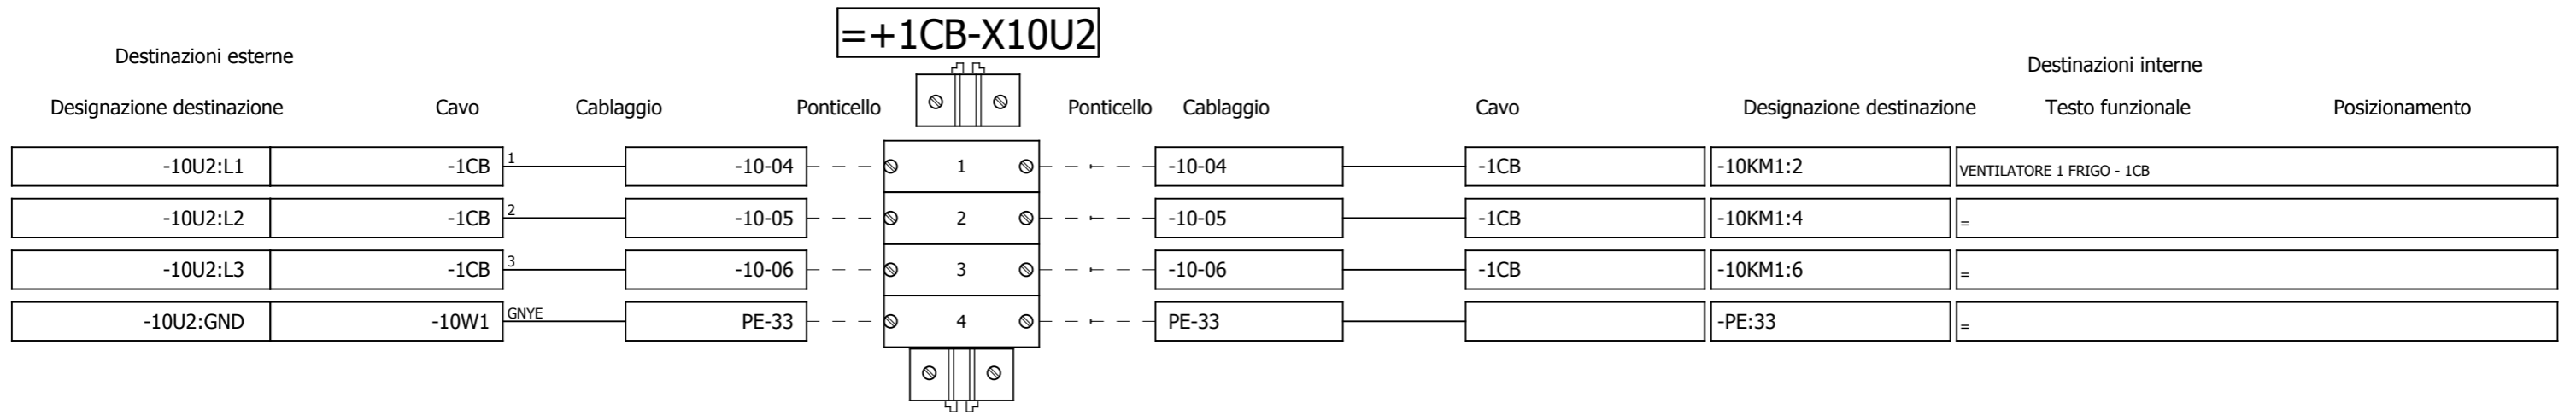 =+1CB-X10U2
Destinazioni esterne
Destinazioni interne
Designazione destinazione Cavo Cablaggio Ponticello Ponticello Cablaggio Cavo Designazione destinazione Testo funzionale Posizionamento
-10U2:L1 -1CB 1 -10-04 1 -10-04 -1CB -10KM1:2 VENTILATORE 1 FRIGO - 1CB
-10U2:L2 -1CB 2 -10-05 2 -10-05 -1CB -10KM1:4 =
-10U2:L3 -1CB 3 -10-06 3 -10-06 -1CB -10KM1:6 =
-10U2:GND -10W1 GNYE PE-33 4 PE-33 -PE:33 =